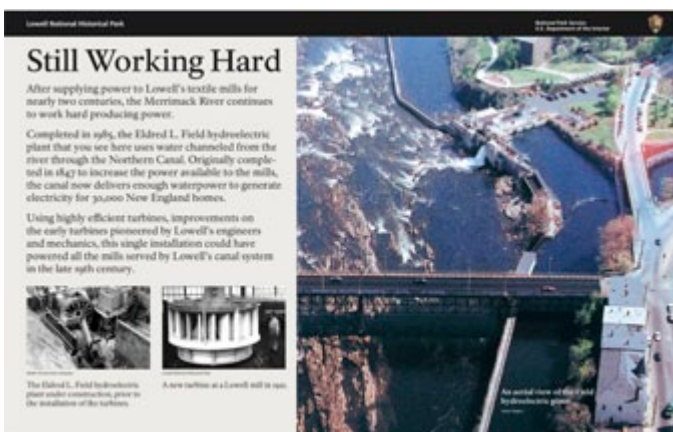 Lowell National Historical Park
National Park Service
U.S. Department of the Interior
Still Working Hard
After supplying power to Lowell's textile mills for
nearly two centuries, the Merrimack River continues
to work hard producing power.
Completed in 1985, the Eldred L. Field hydroelectric
plant that you see here uses water channeled from the
river through the Northern Canal. Originally comple-
ted in 1847 to increase the power available to the mills,
the canal now delivers enough waterpower to generate
electricity for 30,000 New England homes.
Using highly efficient turbines, improvements on
the early turbines pioneered by Lowell's engineers
and mechanics, this single installation could have
powered all the mills served by Lowell's canal system
in the late 19th century.
The Eldred L. Field hydroelectric
plant under construction, prior to
the installation of the turbines.
A new turbine at a Lowell mill in
An aerial view of the Field
hydroelectric plant.